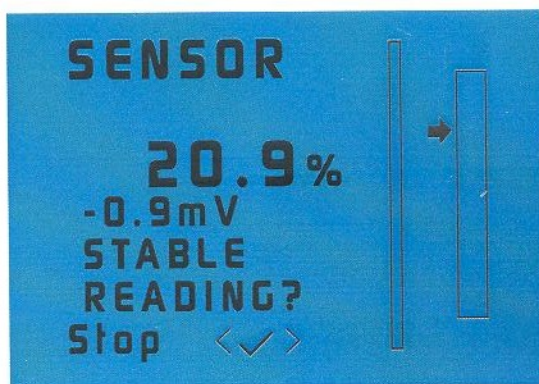 SENSOR
20.9%
-0.9mV
STABLE
READING?
Stop <✓>